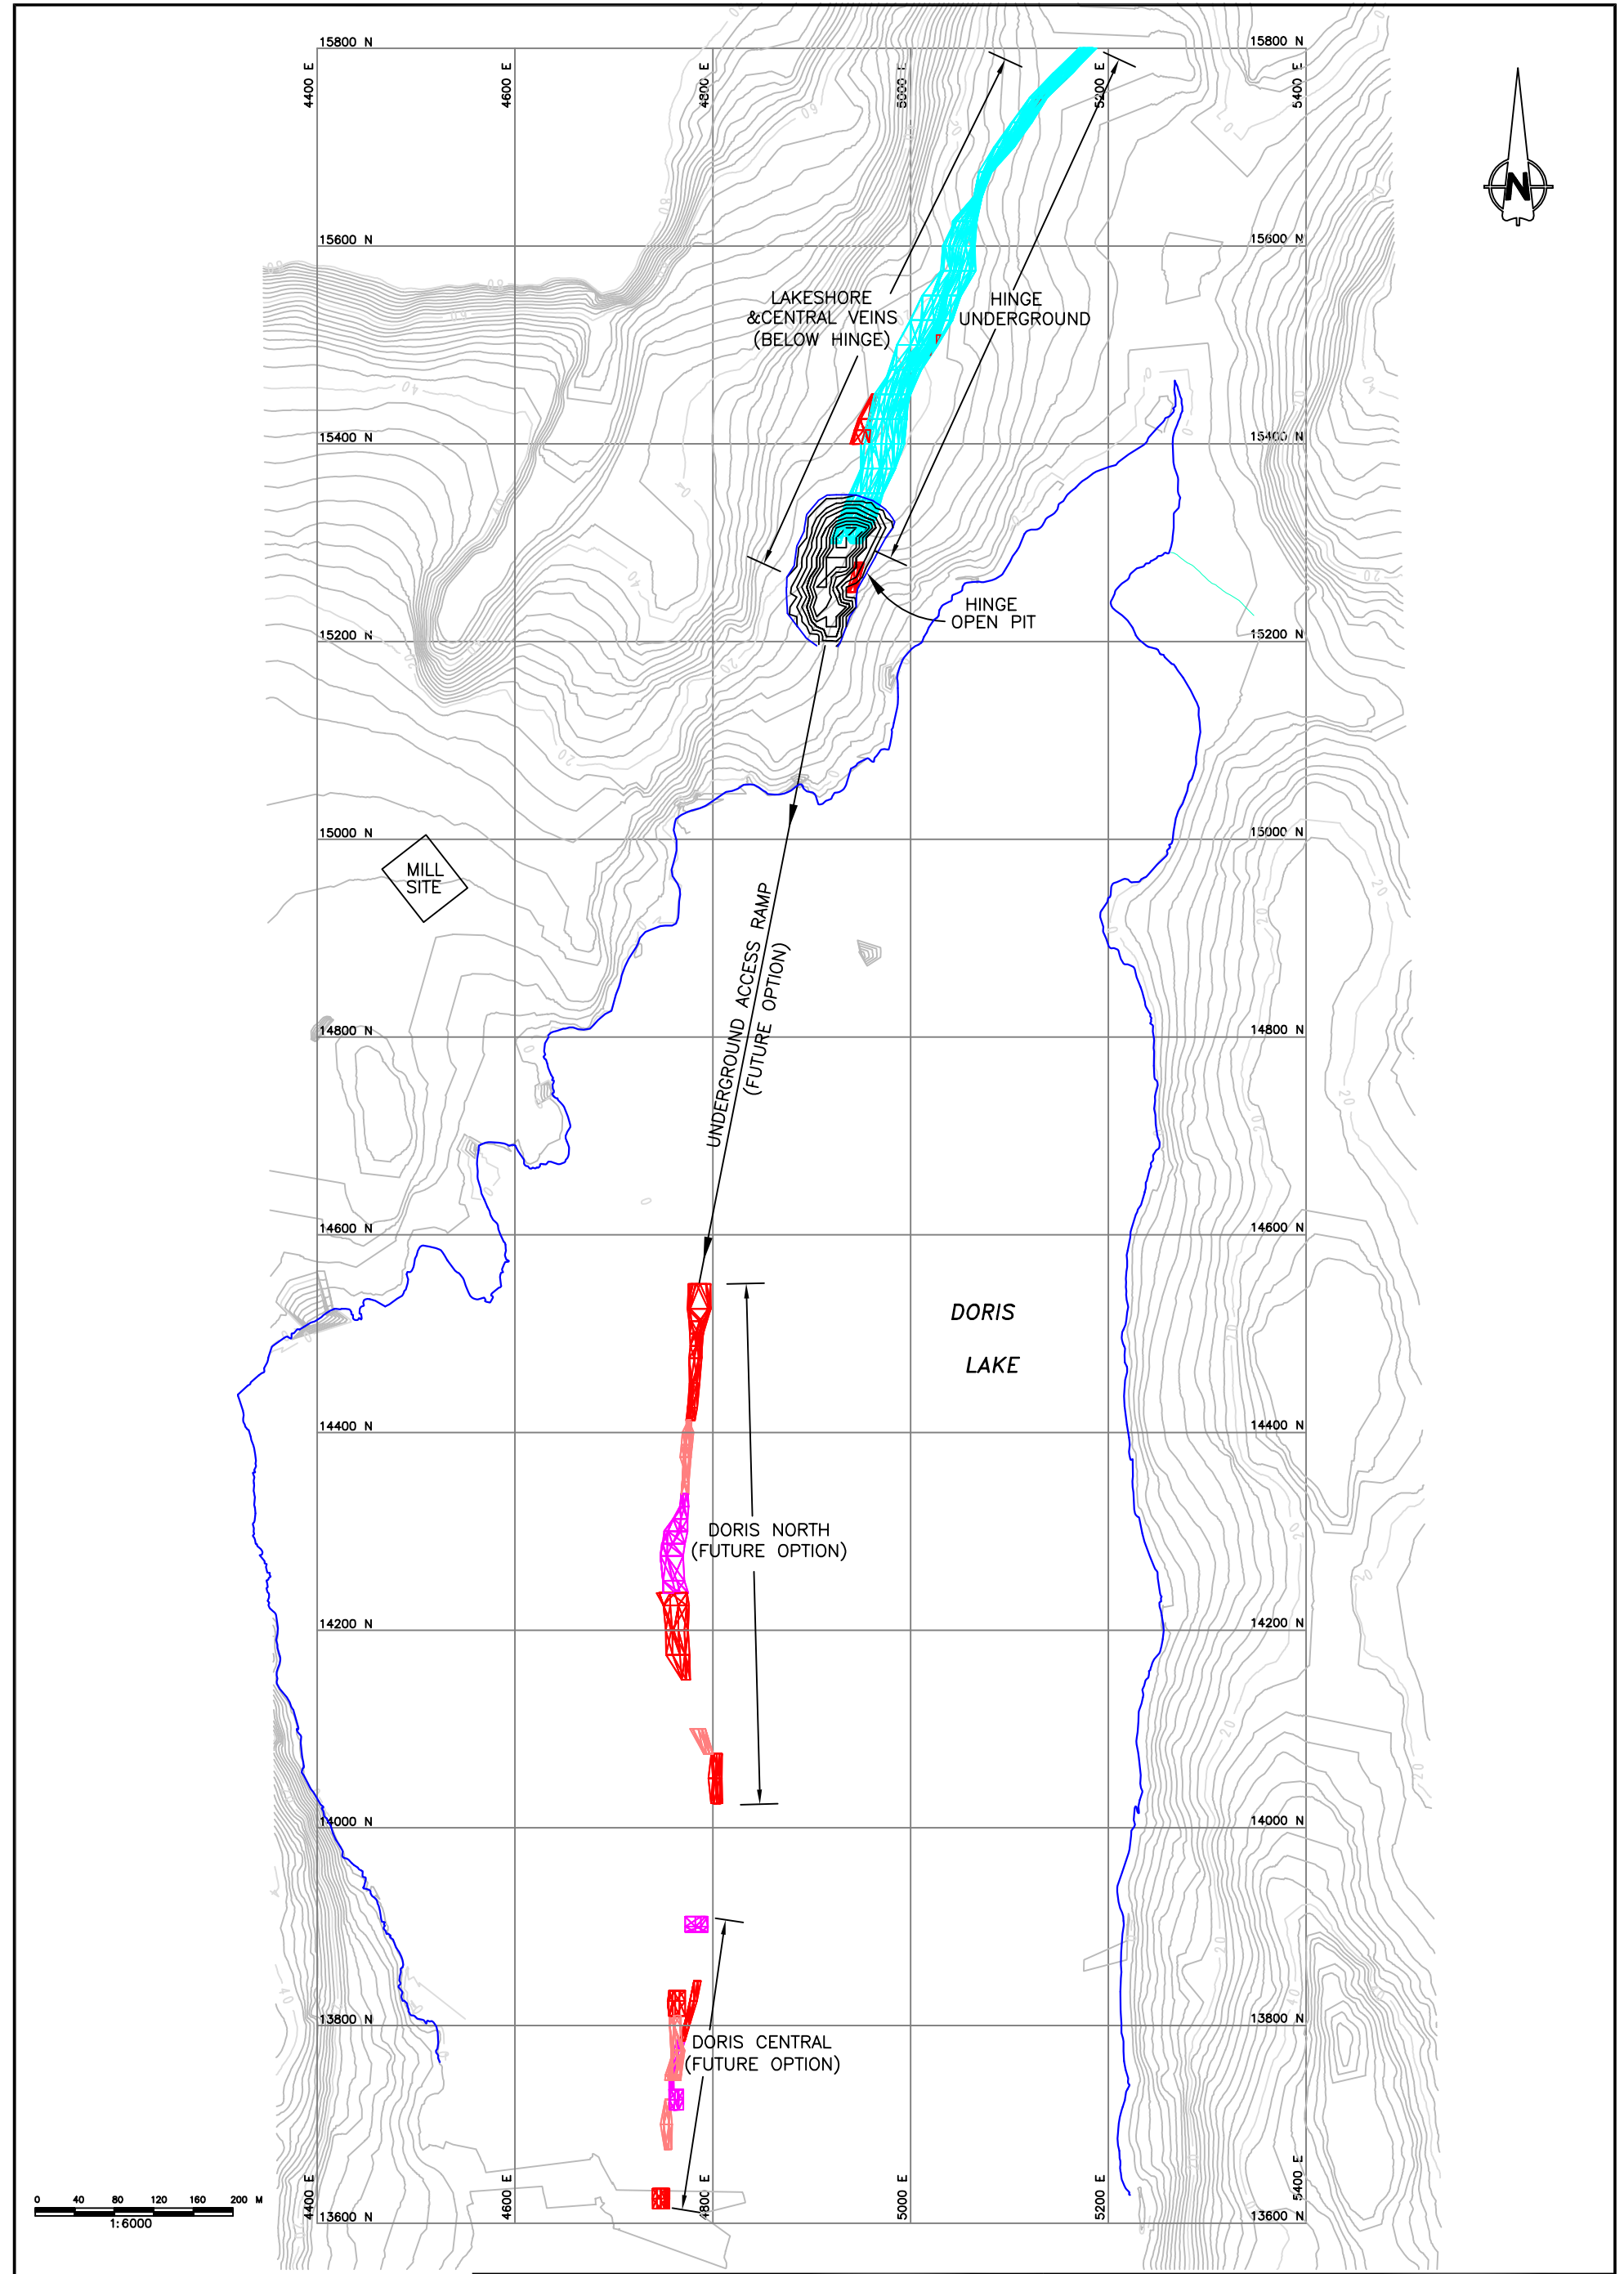 15800 N
15800 N
4400 E
4600 E
4800 E
5000 E
5200 E
5400 E
N
15600 N
15600 N
LAKESHORE
&CENTRAL VEINS
(BELOW HINGE)
HINGE
UNDERGROUND
15400 N
15400 N
HINGE
OPEN PIT
15200 N
15200 N
15000 N
15000 N
MILL
SITE
UNDERGROUND ACCESS RAMP
(FUTURE OPTION)
14800 N
14800 N
14600 N
14600 N
DORIS
LAKE
14400 N
14400 N
DORIS NORTH
(FUTURE OPTION)
14200 N
14200 N
14000 N
14000 N
13800 N
13800 N
DORIS CENTRAL
(FUTURE OPTION)
4400 E
4600 E
4800 E
5000 E
5200 E
5400 E
13600 N
13600 N
0 40 80 120 160 200 M
1:6000